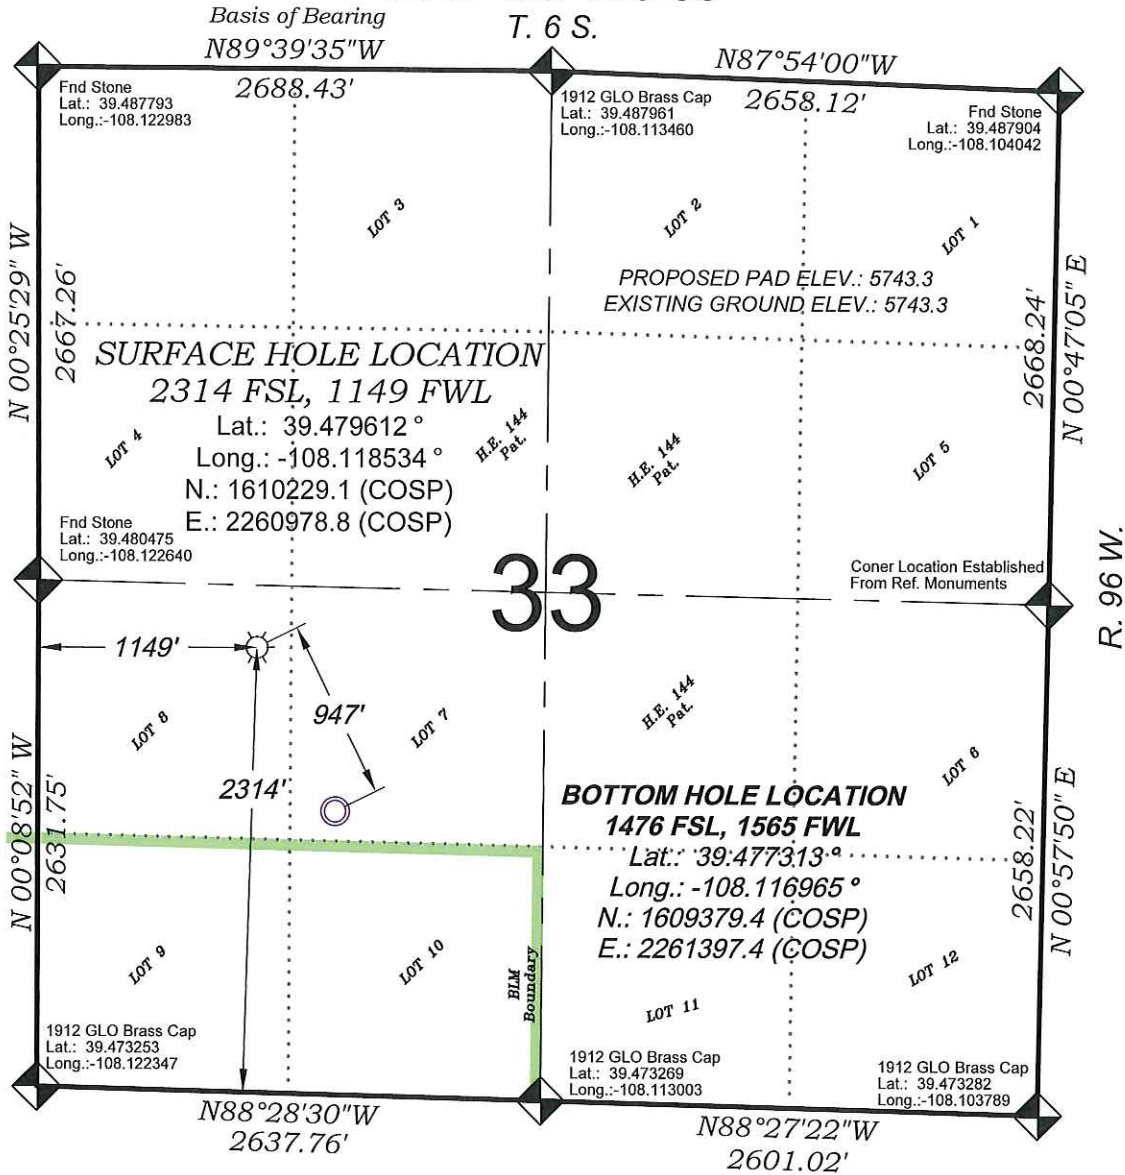 Basis of Bearing
T. 6 S.
N89°39'35"W
2688.43'
N87°54'00"W
2658.12'
Fnd Stone
Lat.: 39.487793
Long.:-108.122983
1912 GLO Brass Cap
Lat.: 39.487961
Long.:-108.113460
Fnd Stone
Lat.: 39.487904
Long.:-108.104042
LOT 3
LOT 2
LOT 1
N 00°25'29" W
2667.26'
PROPOSED PAD ELEV.: 5743.3
EXISTING GROUND ELEV.: 5743.3
2668.24'
N 00°47'05" E
SURFACE HOLE LOCATION
2314 FSL, 1149 FWL
Lat.: 39.479612°
Long.: -108.118534°
N.: 1610229.1 (COSP)
E.: 2260978.8 (COSP)
LOT 4
H.E. 144
Pat.
H.E. 144
Pat.
LOT 5
Fnd Stone
Lat.: 39.480475
Long.:-108.122640
33
Coner Location Established
From Ref. Monuments
R. 96 W.
1149'
947'
2314'
LOT 8
LOT 7
H.E. 144
Pat.
LOT 6
N 00°08'52" W
2631.75'
BOTTOM HOLE LOCATION
1476 FSL, 1565 FWL
Lat.: 39.477313°
Long.: -108.116965°
N.: 1609379.4 (COSP)
E.: 2261397.4 (COSP)
2658.22'
N 00°57'50" E
LOT 9
LOT 10
BLM
Boundary
LOT 11
LOT 12
1912 GLO Brass Cap
Lat.: 39.473253
Long.:-108.122347
1912 GLO Brass Cap
Lat.: 39.473269
Long.:-108.113003
1912 GLO Brass Cap
Lat.: 39.473282
Long.:-108.103789
N88°28'30"W
2637.76'
N88°27'22"W
2601.02'